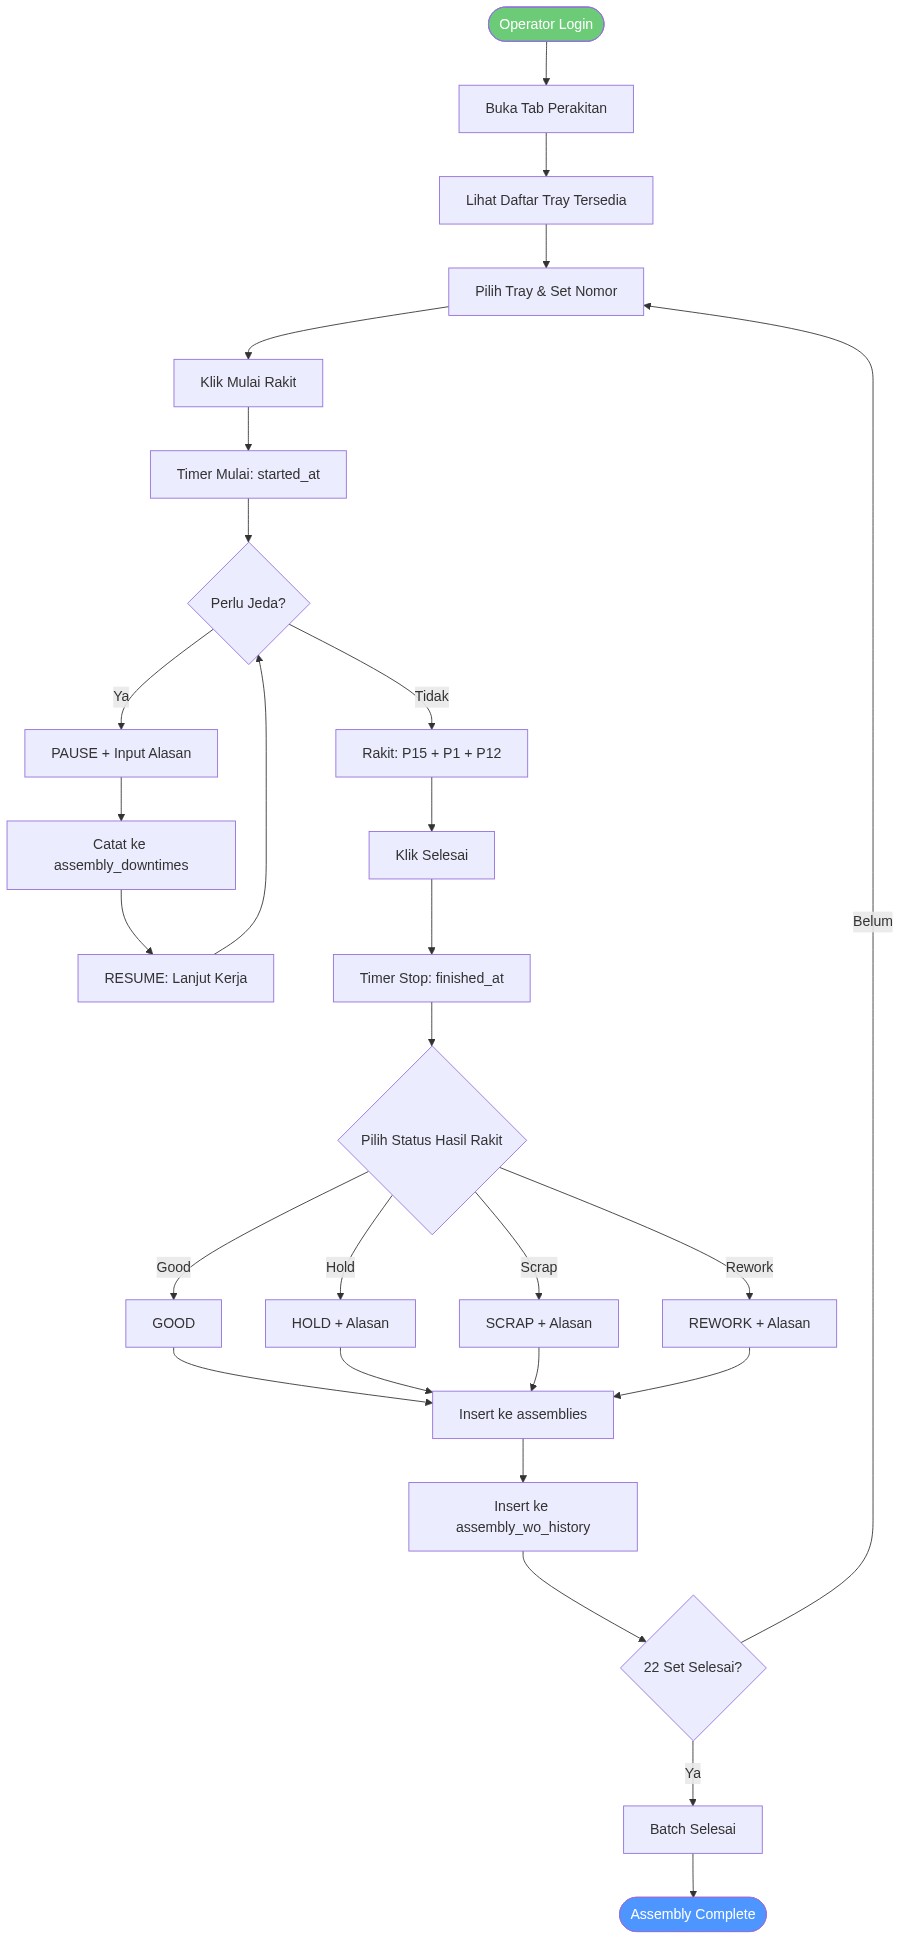 Operator Login
Buka Tab Perakitan
Lihat Daftar Tray Tersedia
Pilih Tray & Set Nomor
Klik Mulai Rakit
Timer Mulai: started_at
Perlu Jeda?
Ya
Tidak
PAUSE + Input Alasan
Rakit: P15 + P1 + P12
Catat ke
assembly_downtimes
Klik Selesai
Belum
RESUME: Lanjut Kerja
Timer Stop: finished_at
Pilih Status Hasil Rakit
Good
Hold
Scrap
Rework
GOOD
HOLD + Alasan
SCRAP + Alasan
REWORK + Alasan
Insert ke assemblies
Insert ke
assembly_wo_history
22 Set Selesai?
Ya
Batch Selesai
Assembly Complete